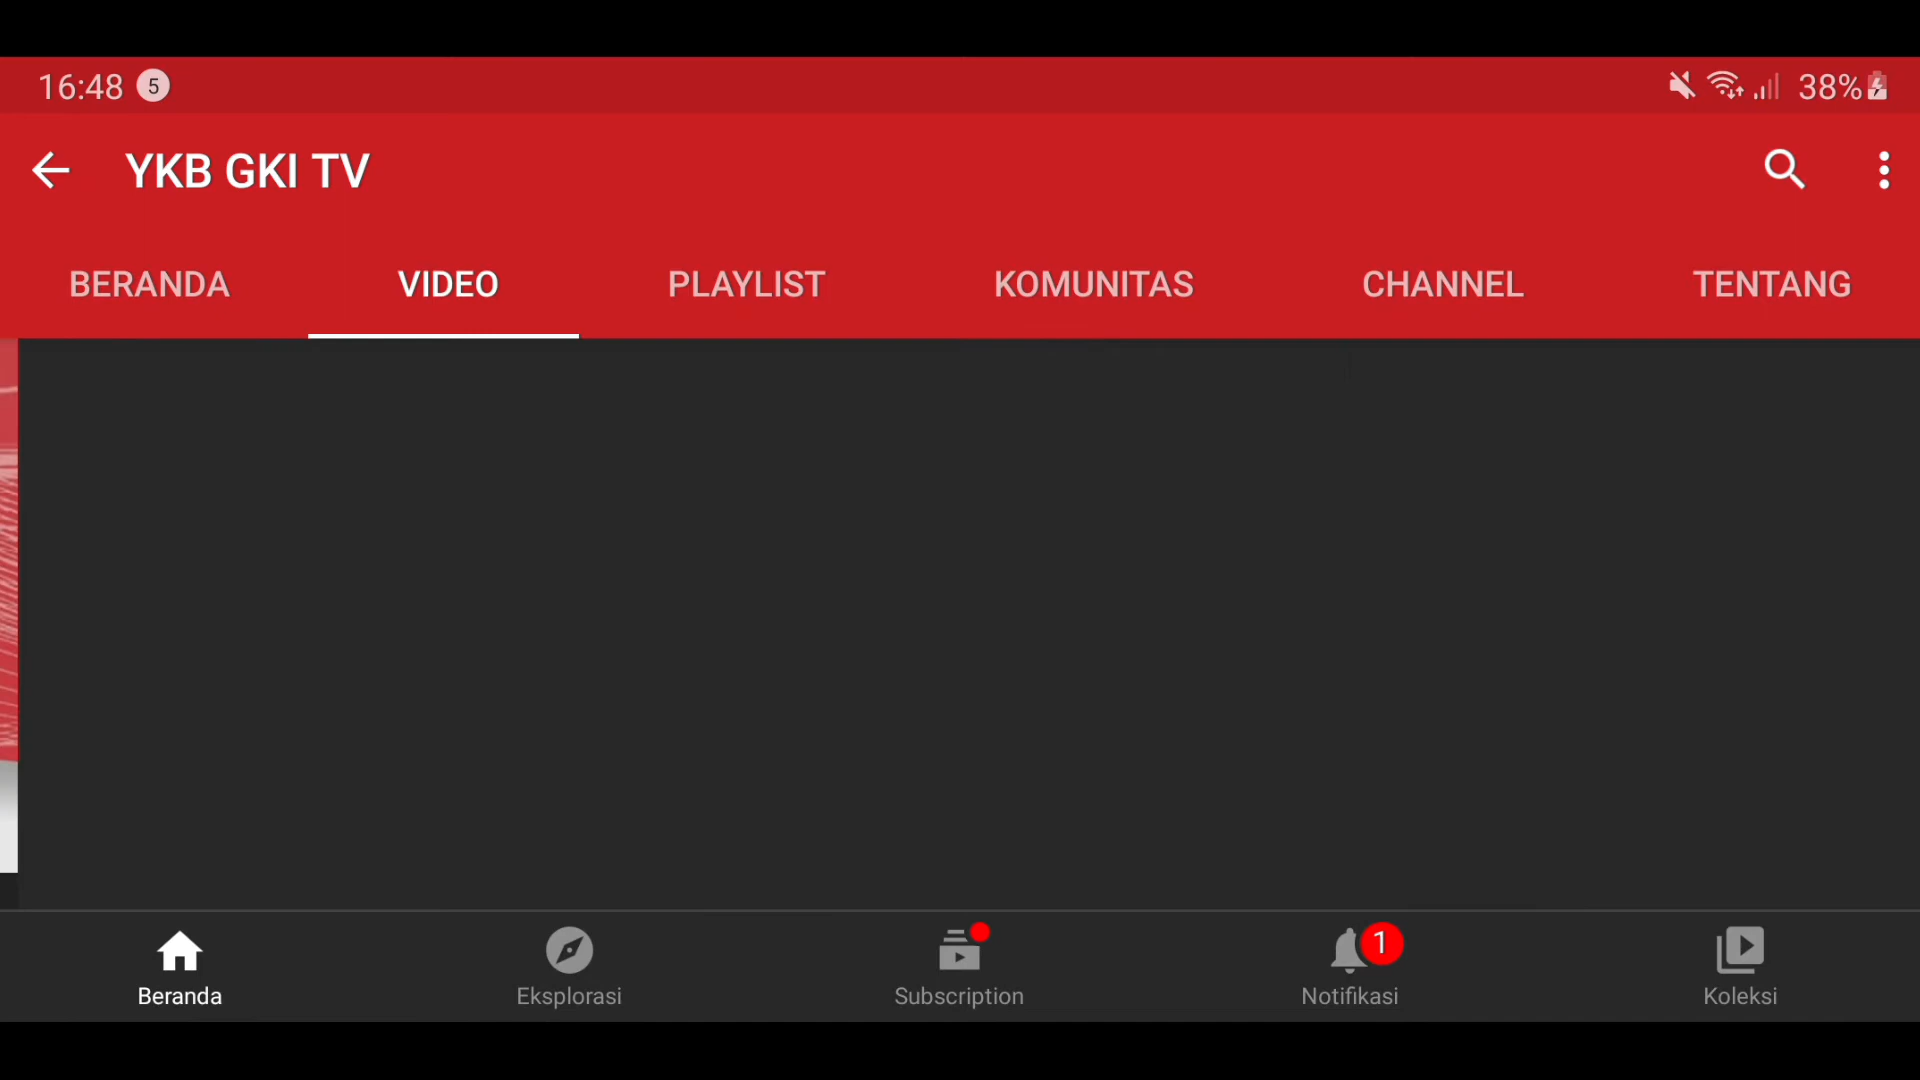 16:48 5 38%
YKB GKI TV
BERANDA VIDEO PLAYLIST KOMUNITAS CHANNEL TENTANG
1
Beranda Eksplorasi Subscription Notifikasi Koleksi